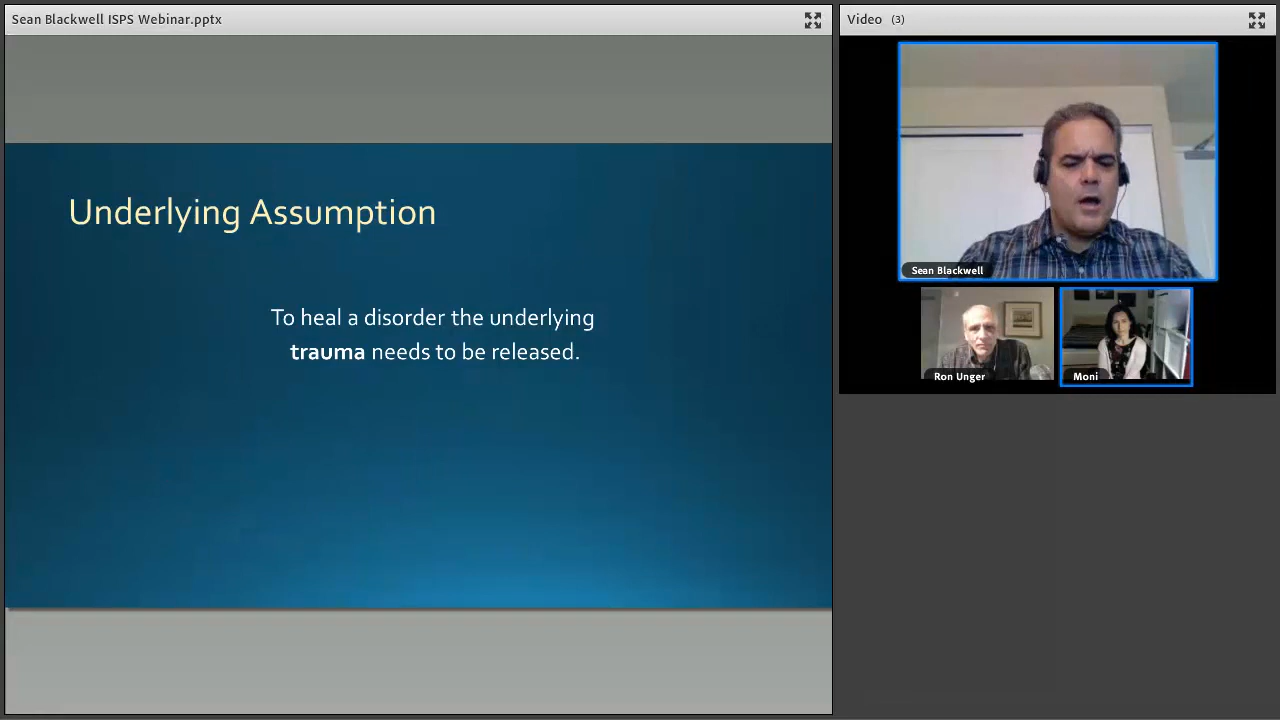 Sean Blackwell ISPS Webinar.pptx
Video (3)
Underlying Assumption
To heal a disorder the underlying
trauma needs to be released.
Sean Blackwell
Ron Unger
Moni